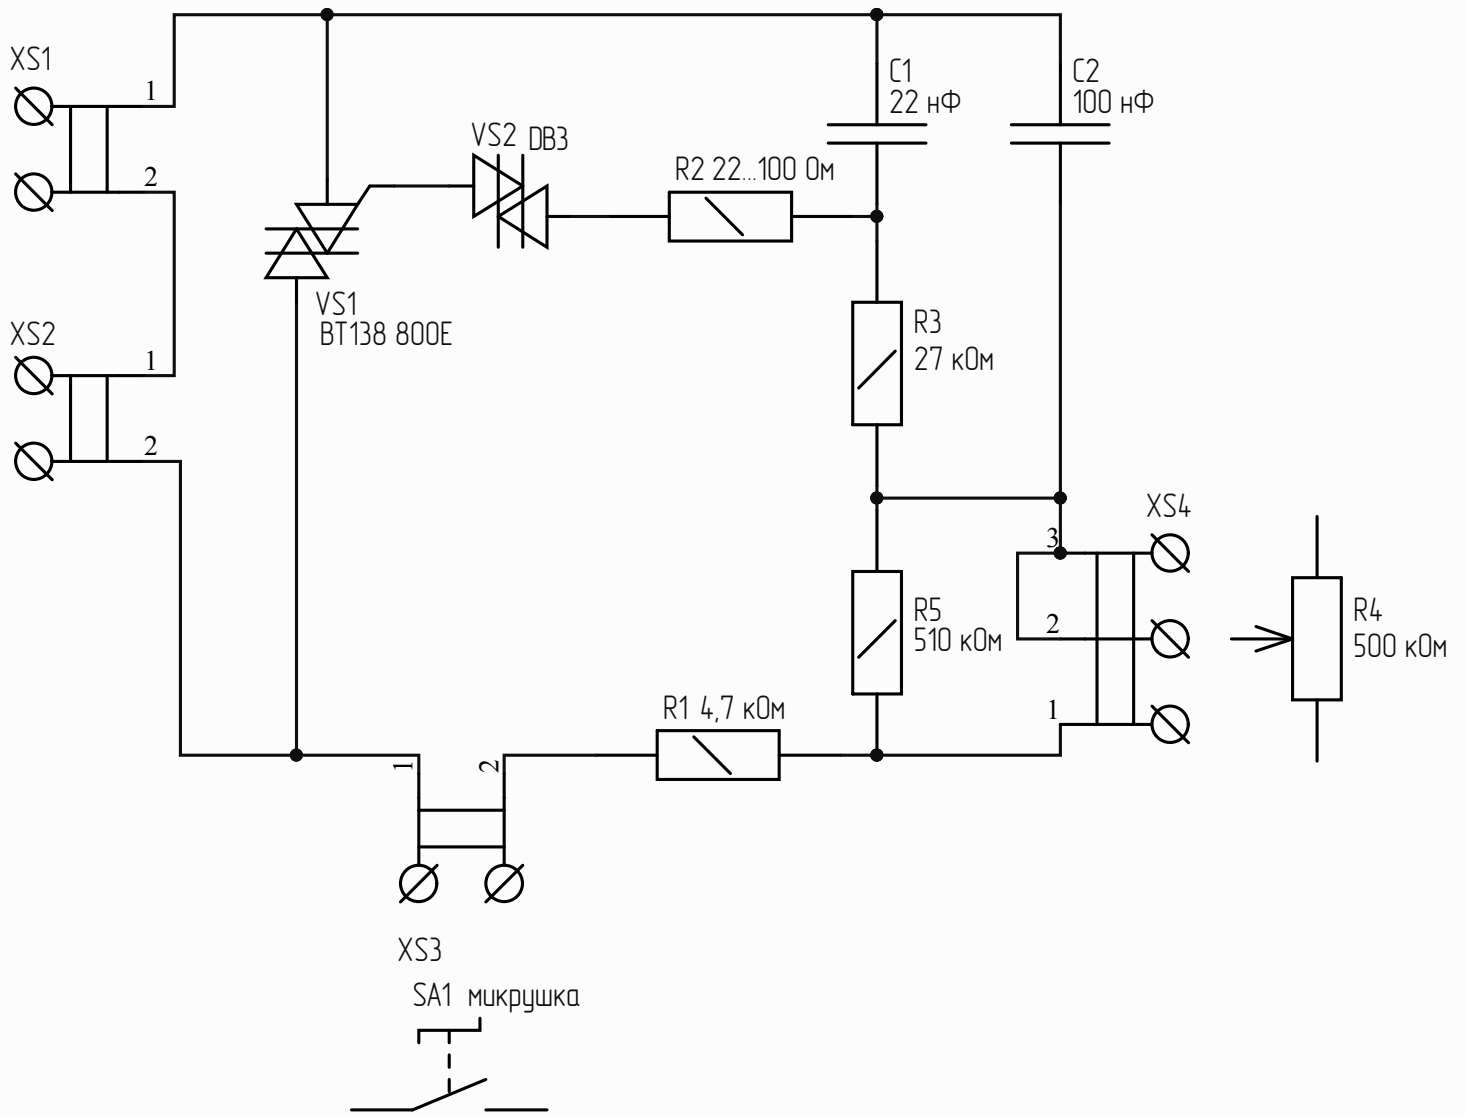 XS1
1
2
XS2
1
2
VS1
BT138 800E
VS2 DB3
R2 22...100 Ом
C1
22 нФ
C2
100 нФ
R3
27 кОм
R5
510 кОм
XS4
3
2
1
R4
500 кОм
R1 4,7 кОм
1
2
XS3
SA1 микрушка